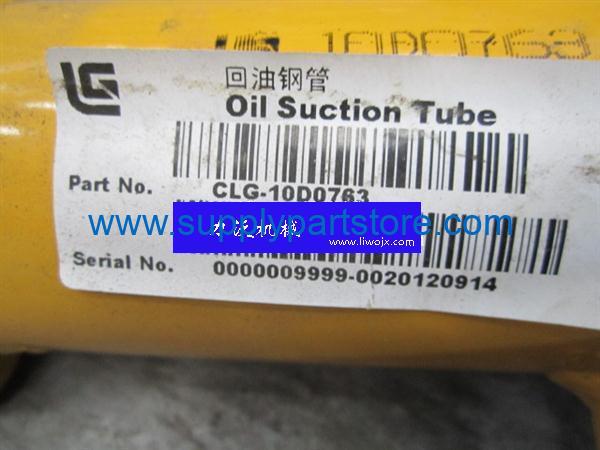 10D0763
LG
回油钢管
Oil Suction Tube
Part No. CLG-10D0763
www.supplypartstore.com
www.liwojx.com
Serial No. 0000009999-0020120914